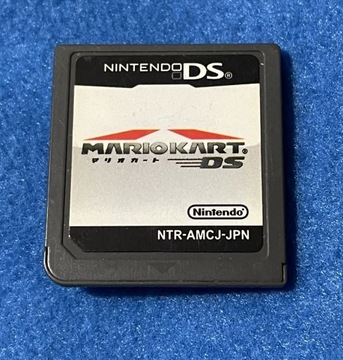 NINTENDO DS®
MARIOKART®
マリオカート DS
Nintendo®
NTR-AMCJ-JPN